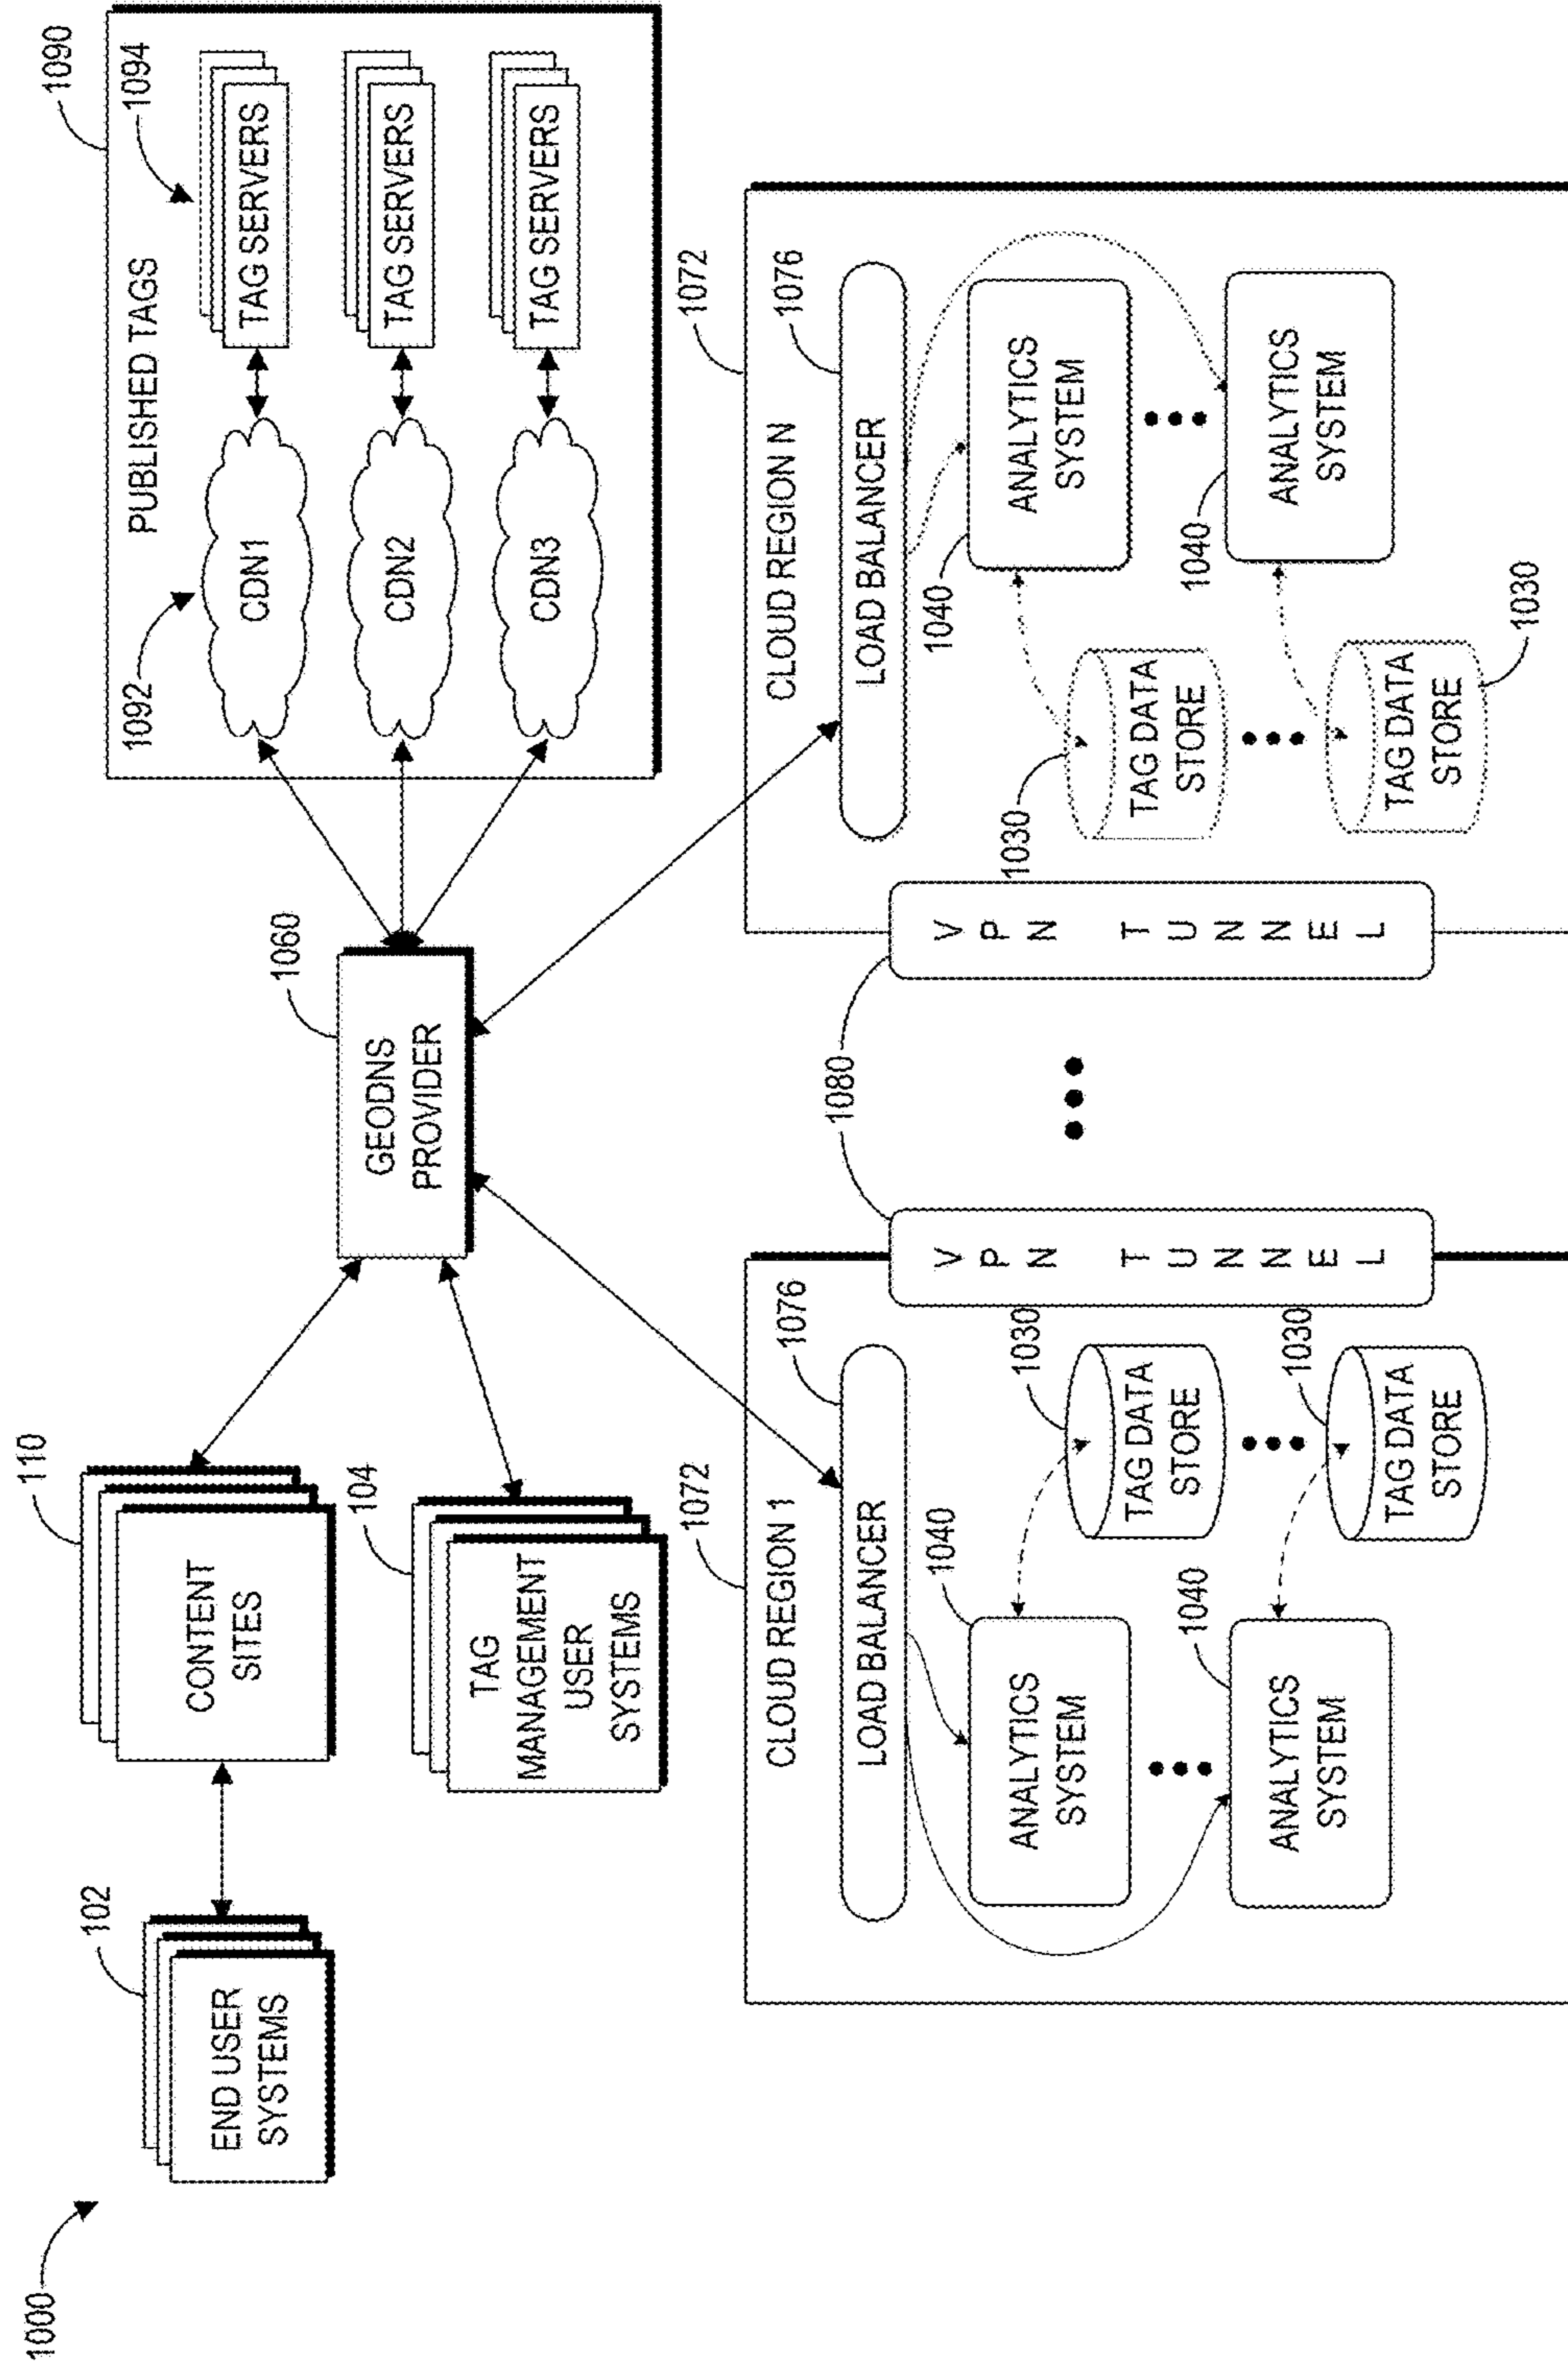 1000
102
END USER
SYSTEMS
110
CONTENT
SITES
104
TAG
MANAGEMENT
USER
SYSTEMS
1060
GEODNS
PROVIDER
1090
PUBLISHED TAGS
1092
1094
CDN1
TAG SERVERS
CDN2
TAG SERVERS
CDN3
TAG SERVERS
1072
CLOUD REGION 1
1076
LOAD BALANCER
1040
ANALYTICS
SYSTEM
1030
TAG DATA
STORE
1040
ANALYTICS
SYSTEM
1030
TAG DATA
STORE
VPN TUNNEL
1080
VPN TUNNEL
1072
CLOUD REGION N
1076
LOAD BALANCER
1030
TAG DATA
STORE
1040
ANALYTICS
SYSTEM
TAG DATA
STORE
1030
1040
ANALYTICS
SYSTEM